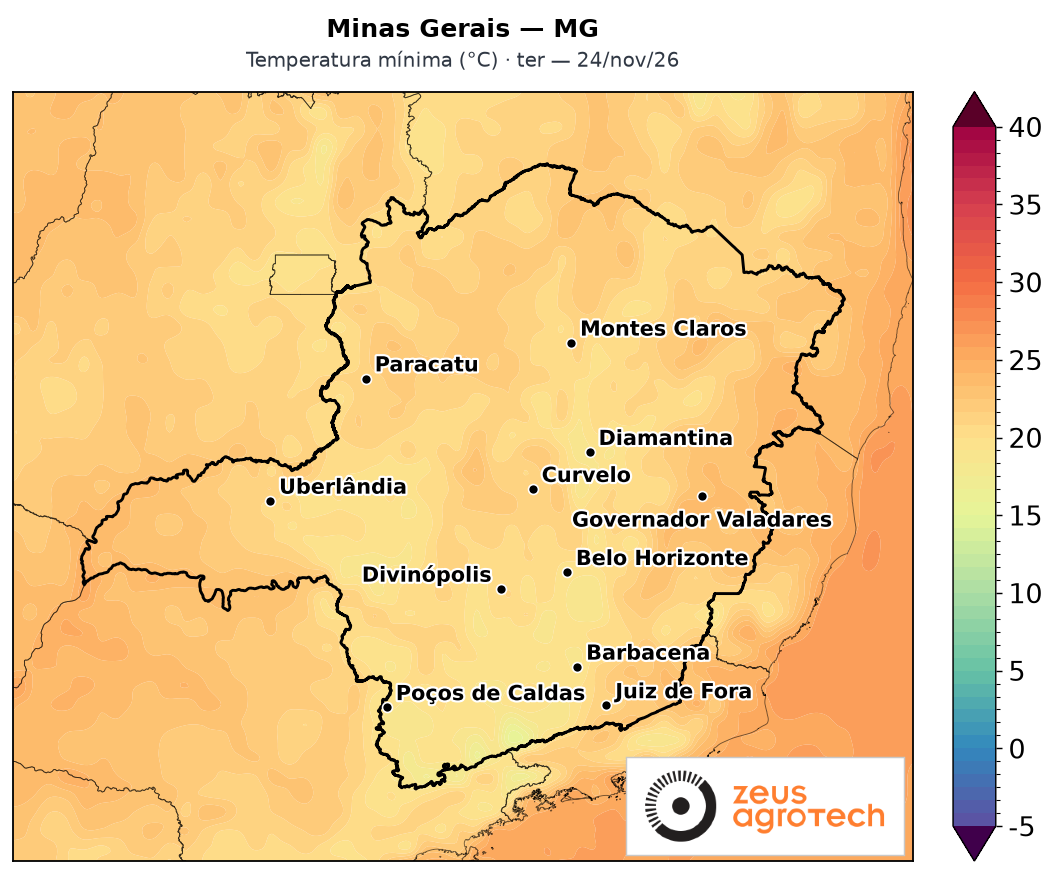 Minas Gerais — MG
Temperatura mínima (°C) · ter — 24/nov/26
Montes Claros
Paracatu
Diamantina
Curvelo
Uberlândia
Governador Valadares
Belo Horizonte
Divinópolis
Barbacena
Poços de Caldas
Juiz de Fora
zeus
agrotech
40
35
30
25
20
15
10
5
0
-5